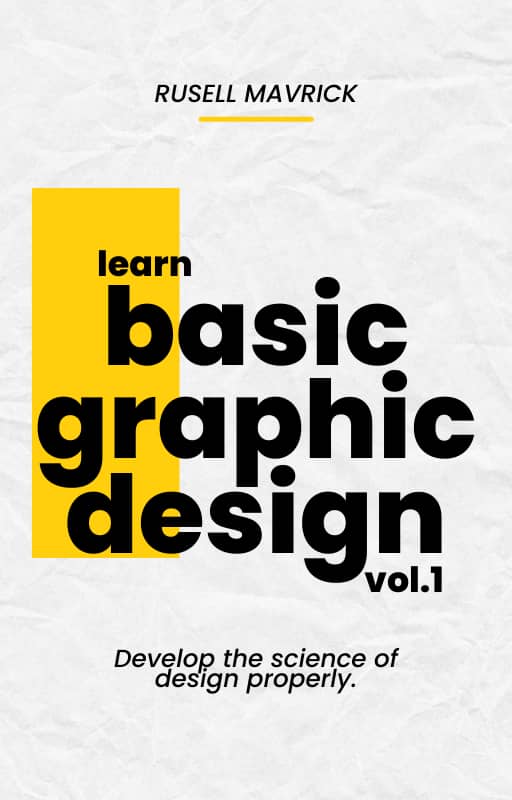 RUSELL MAVRICK
learn
basic
graphic
design
vol.1
Develop the science of
design properly.